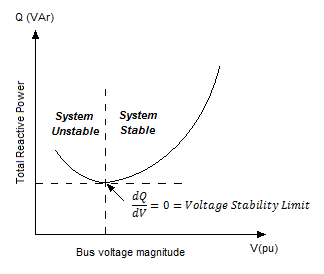 Q (VAr)
Total Reactive Power
System
Unstable
System
Stable
dQ/dV = 0 = Voltage Stability Limit
Bus voltage magnitude
V(pu)